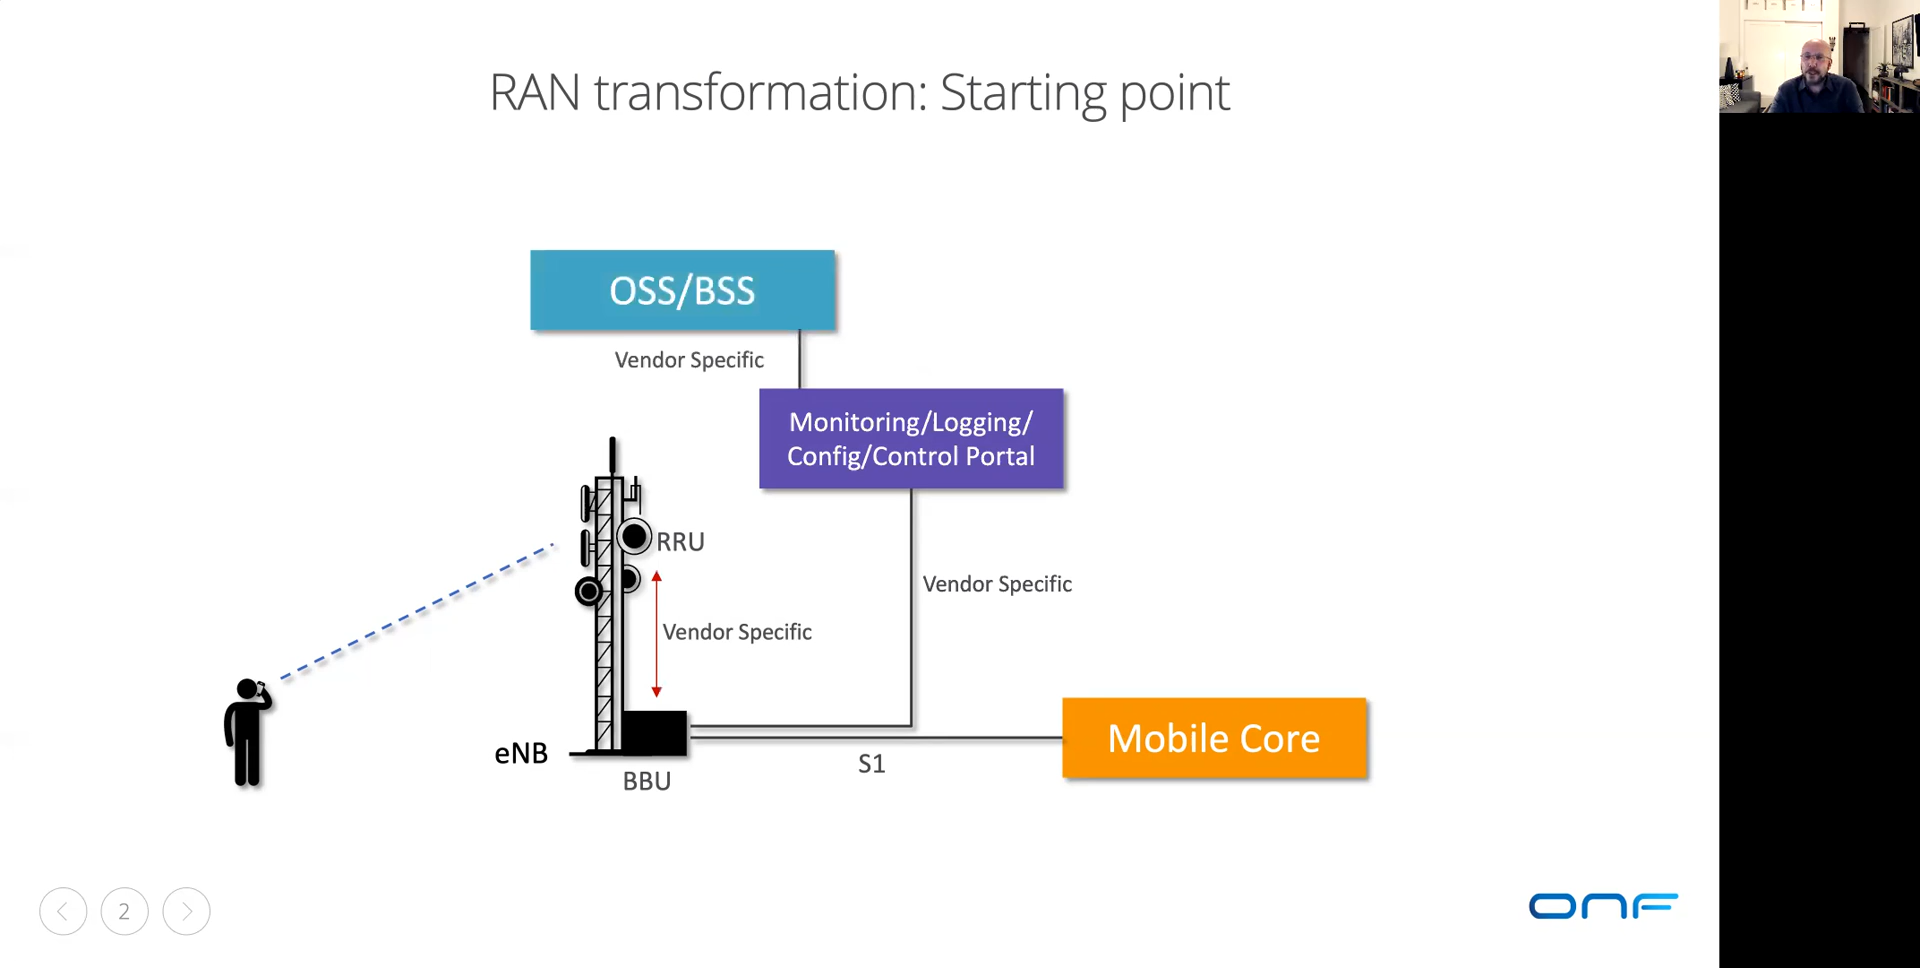 RAN transformation: Starting point
OSS/BSS
Vendor Specific
Monitoring/Logging/
Config/Control Portal
RRU
Vendor Specific
Vendor Specific
Mobile Core
eNB
S1
BBU
2
ONF